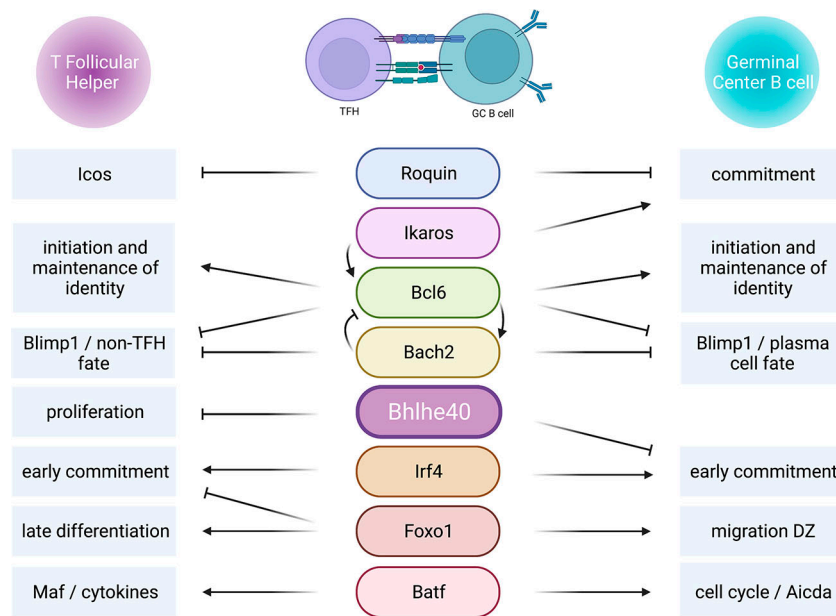 T Follicular
Helper
TFH
GC B cell
Germinal
Center B cell
Icos
Roquin
commitment
Ikaros
initiation and
maintenance of
identity
Bcl6
initiation and
maintenance of
identity
Blimp1 / non-TFH
fate
Bach2
Blimp1 / plasma
cell fate
proliferation
Bhlhe40
early commitment
Irf4
early commitment
late differentiation
Foxo1
migration DZ
Maf / cytokines
Batf
cell cycle / Aicda